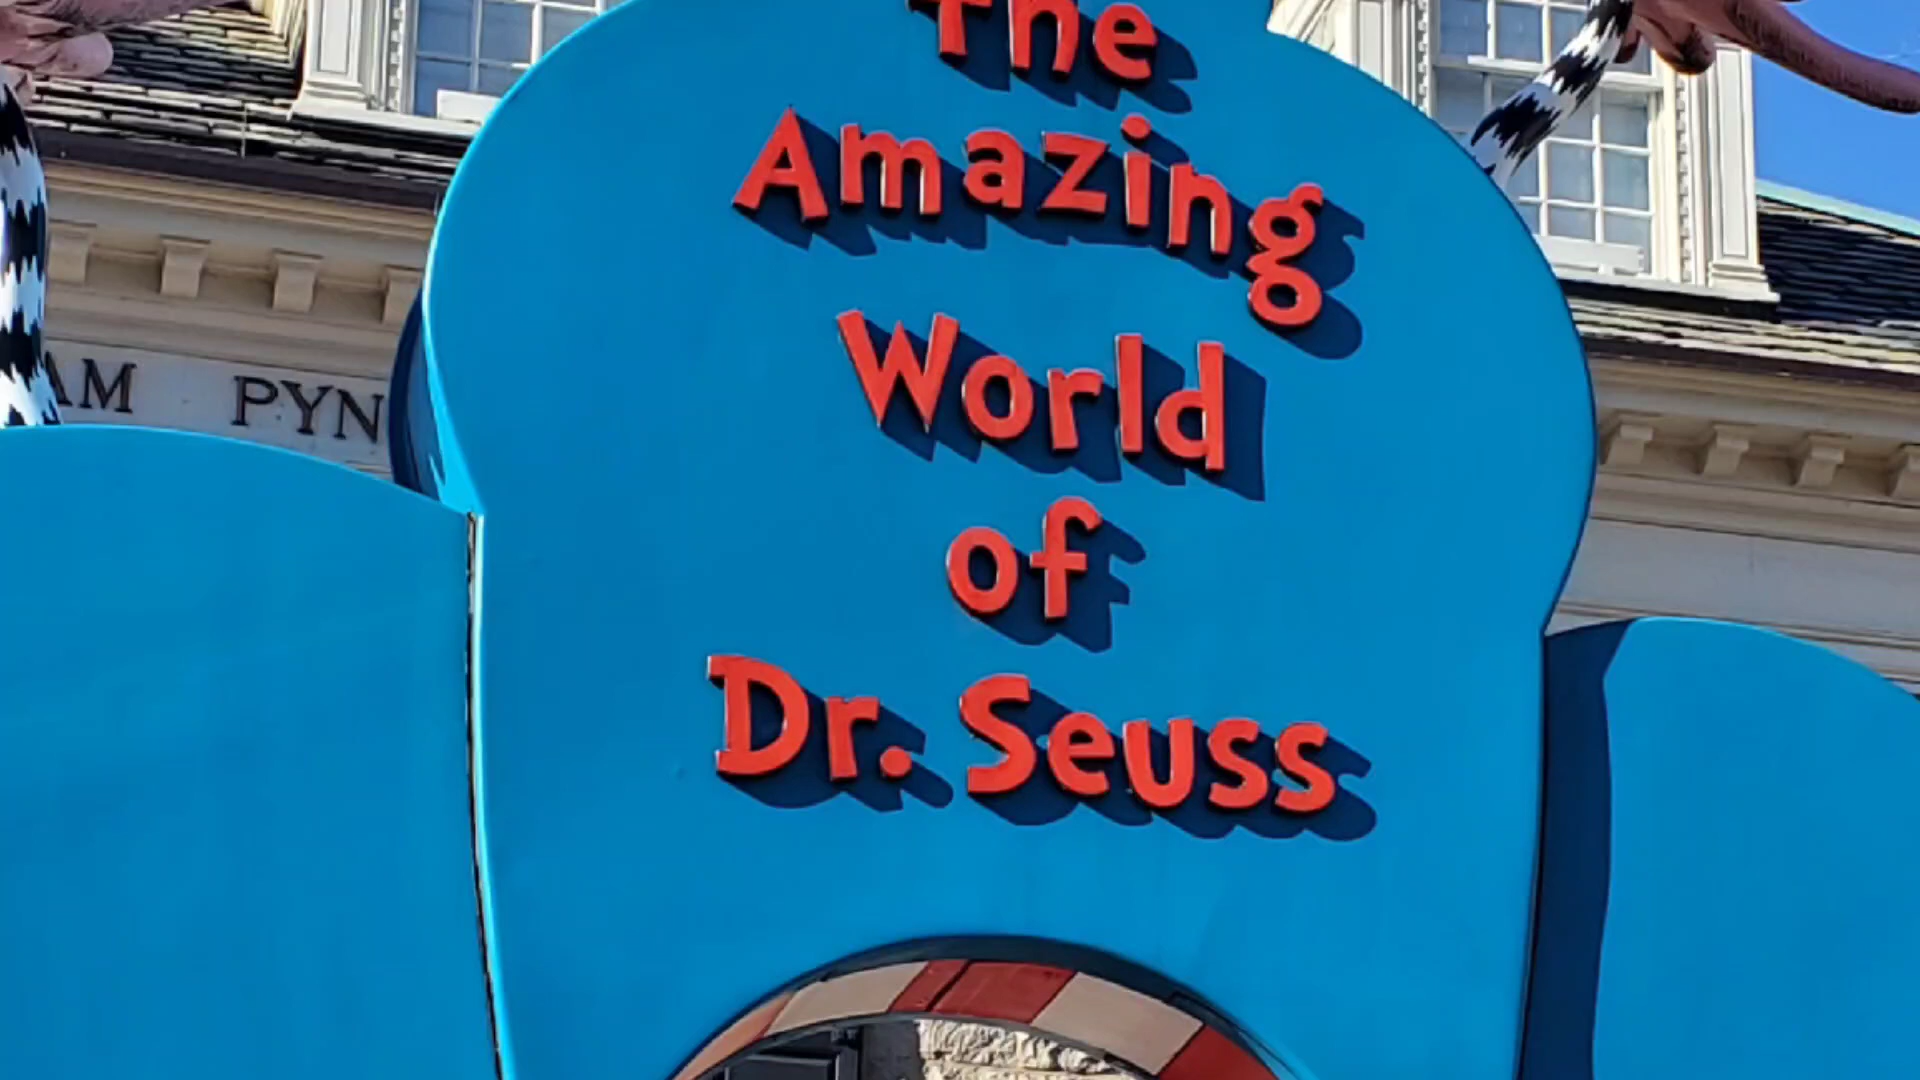 The
Amazing
World
of
Dr. Seuss
AM PYN